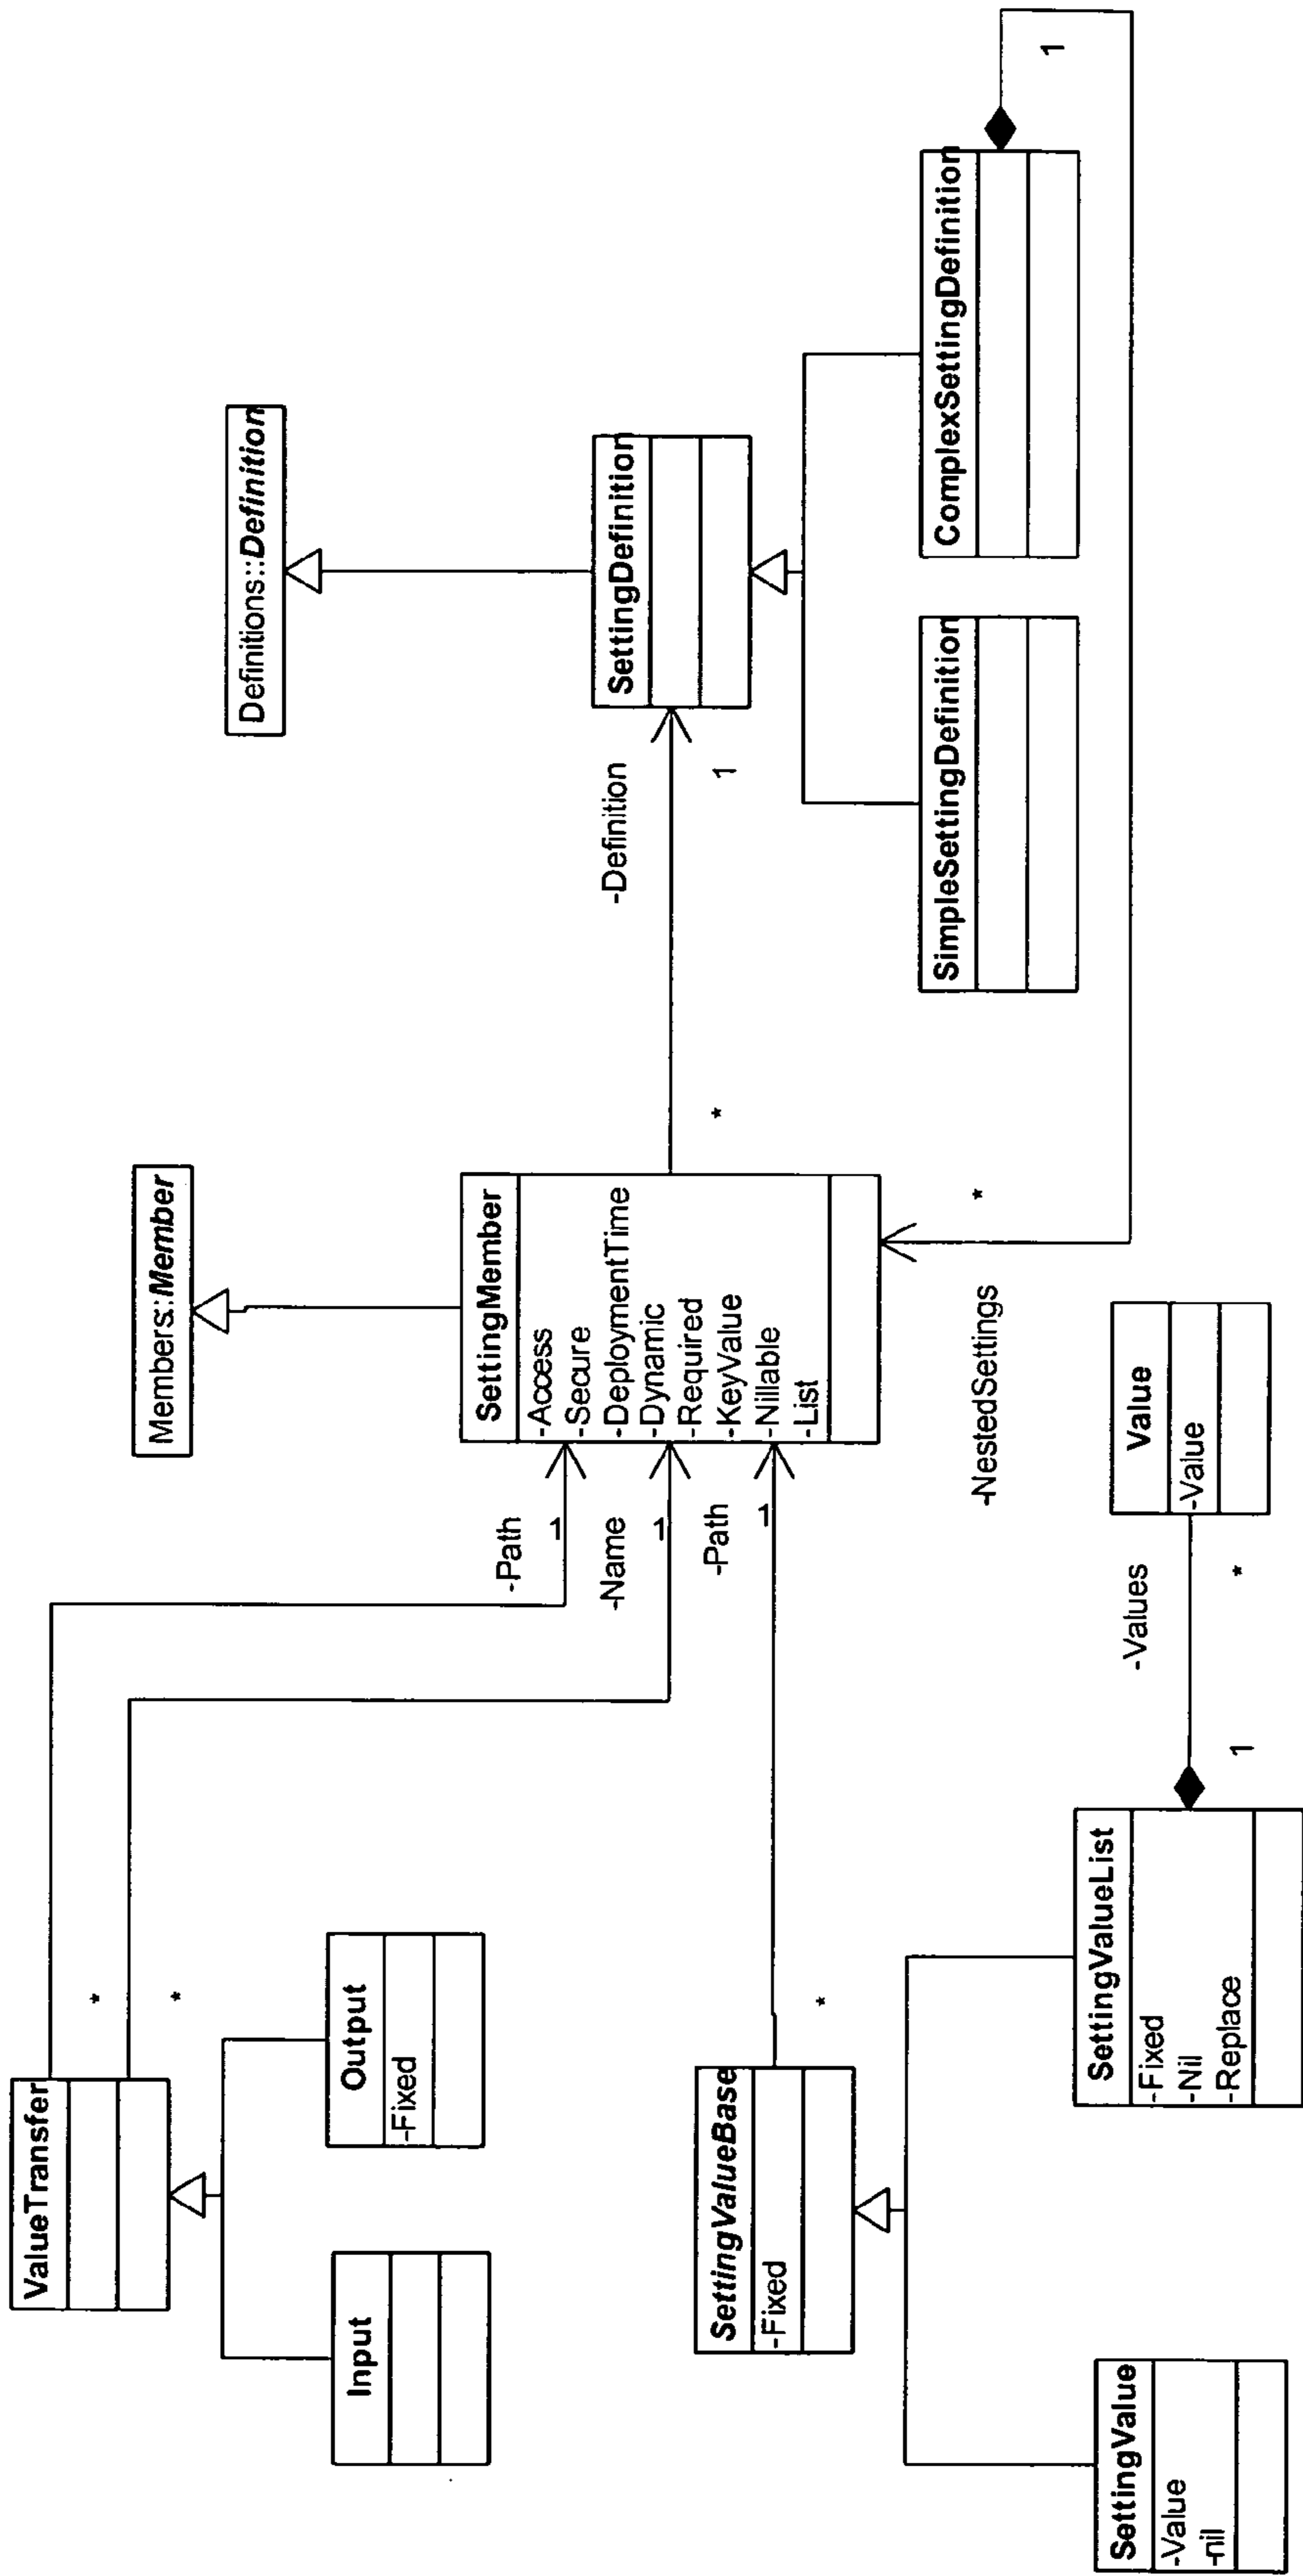 ValueTransfer
*
*
Input
Output
-Fixed
Members::Member
Definitions::Definition
SettingMember
-Access
-Secure
-DeploymentTime
-Dynamic
-Required
-KeyValue
-Nillable
-List
-Path
1
-Name
1
-Path
1
*
-Definition
1
SettingDefinition
SettingValueBase
-Fixed
*
-NestedSettings
*
SimpleSettingDefinition
ComplexSettingDefinition
1
SettingValue
-Value
-nil
SettingValueList
-Fixed
-Nil
-Replace
1
-Values
*
Value
-Value